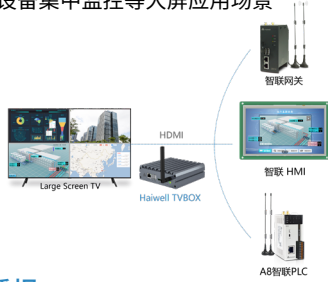 设备集中监控等大屏应用场景
智联网关
HDMI
Large Screen TV
Haiwell TVBOX
智联 HMI
A8智联PLC